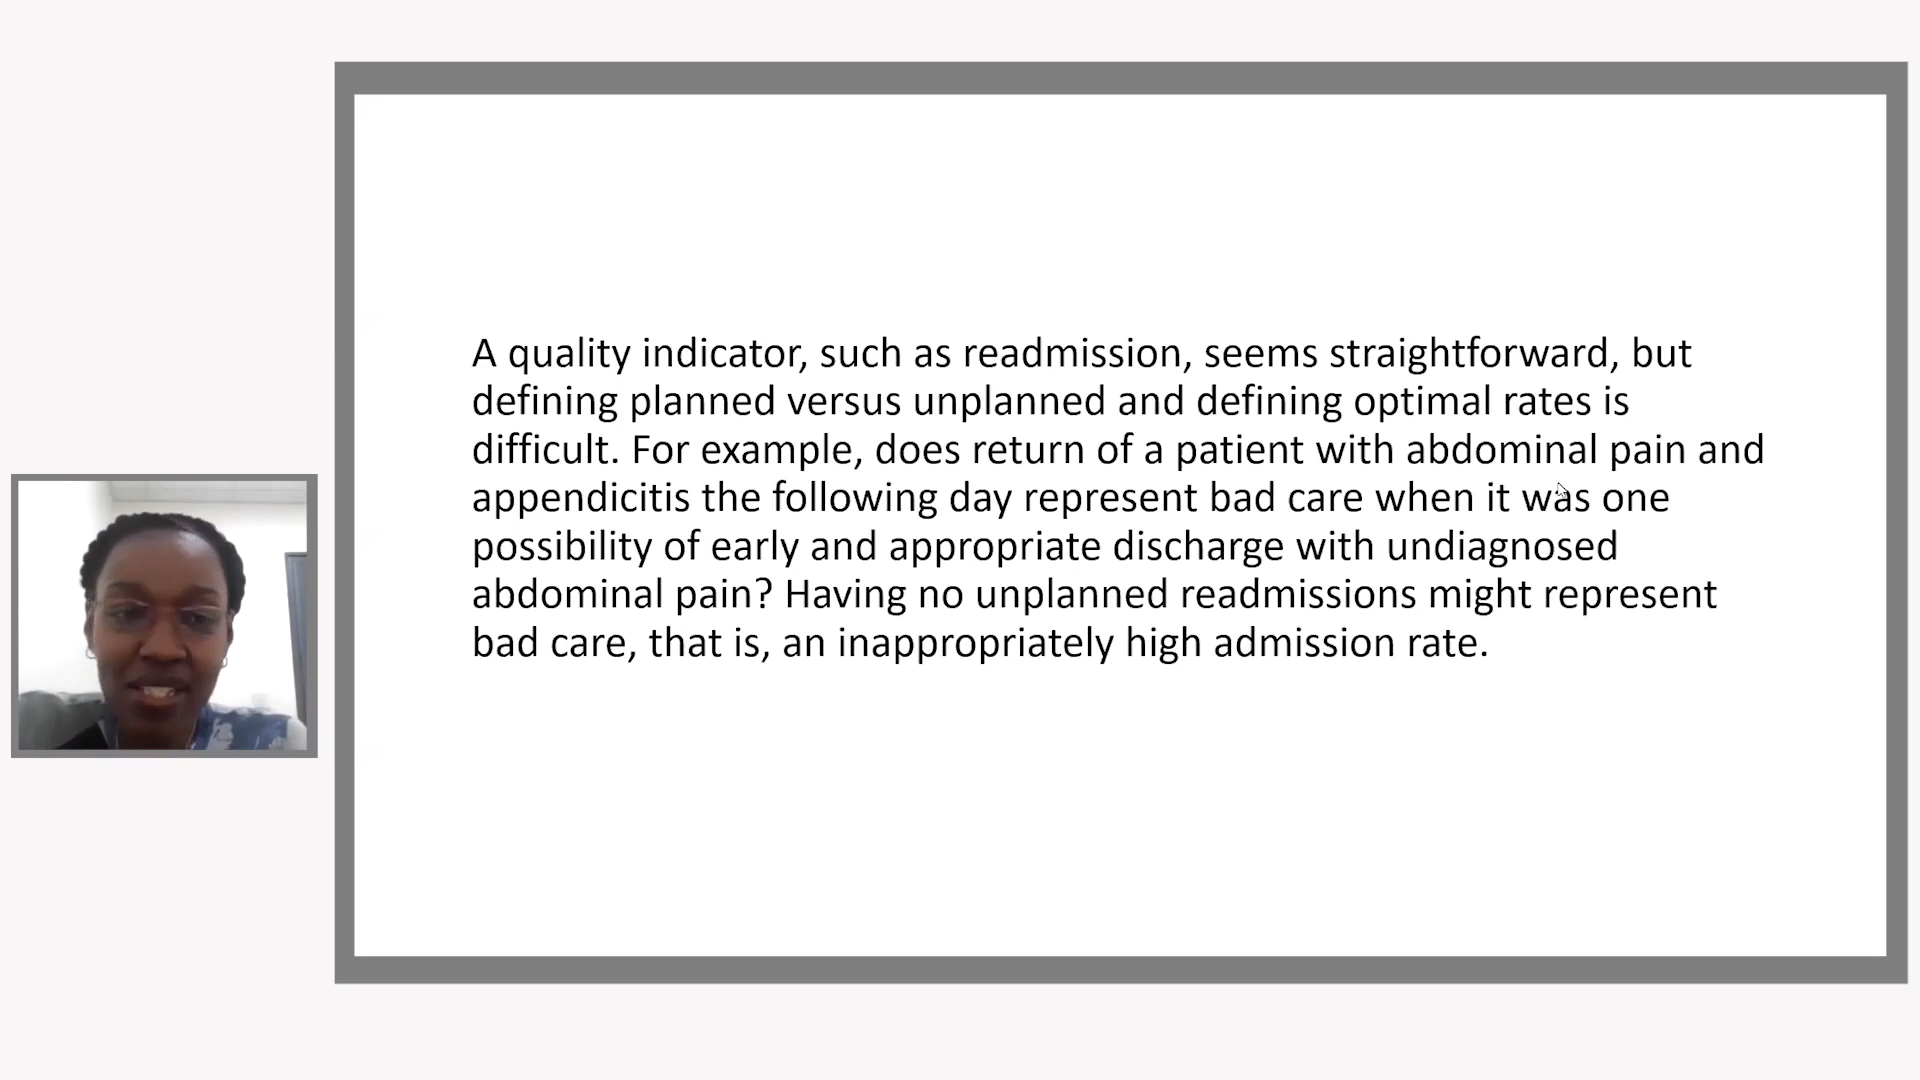 A quality indicator, such as readmission, seems straightforward, but
defining planned versus unplanned and defining optimal rates is
difficult. For example, does return of a patient with abdominal pain and
appendicitis the following day represent bad care when it was one
possibility of early and appropriate discharge with undiagnosed
abdominal pain? Having no unplanned readmissions might represent
bad care, that is, an inappropriately high admission rate.